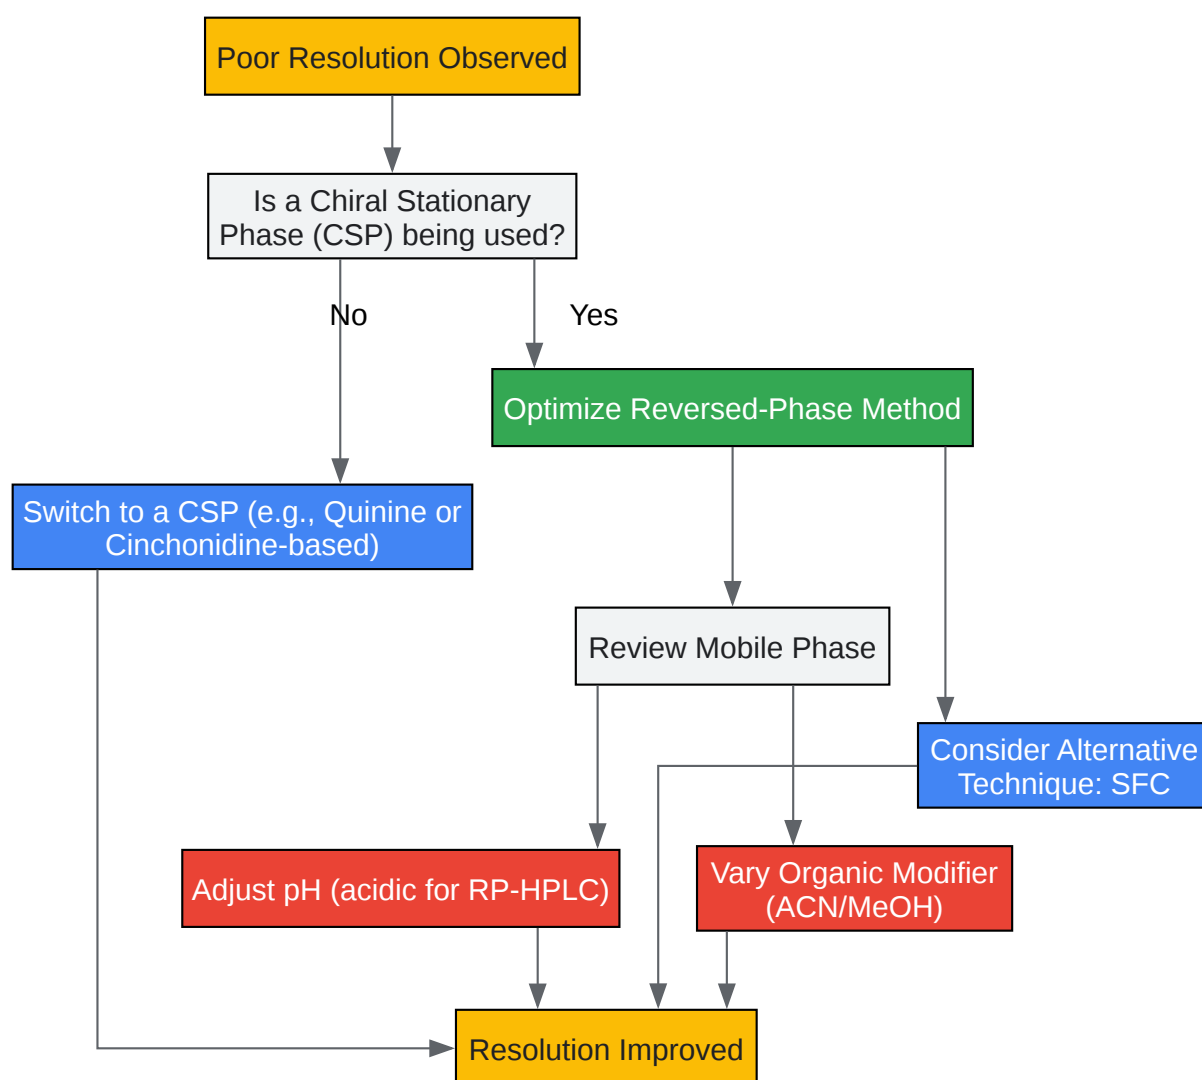 Poor Resolution Observed
Is a Chiral Stationary
Phase (CSP) being used?
No
Yes
Optimize Reversed-Phase Method
Switch to a CSP (e.g., Quinine or
Cinchonidine-based)
Review Mobile Phase
Consider Alternative
Technique: SFC
Adjust pH (acidic for RP-HPLC)
Vary Organic Modifier
(ACN/MeOH)
Resolution Improved